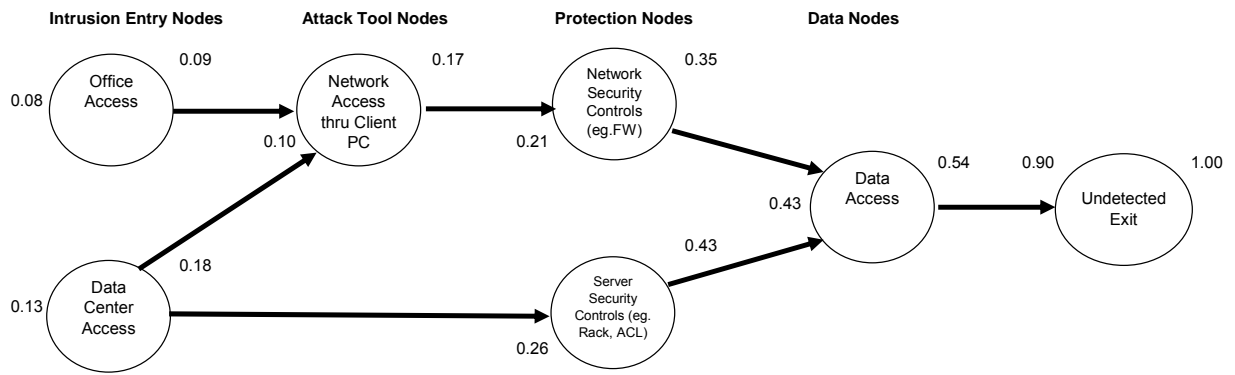 Intrusion Entry Nodes
Attack Tool Nodes
Protection Nodes
Data Nodes
0.08
Office
Access
0.09
0.10
Network
Access
thru Client
PC
0.17
0.21
Network
Security
Controls
(eg.FW)
0.35
0.43
Data
Access
0.54
0.90
Undetected
Exit
1.00
0.13
Data
Center
Access
0.18
0.26
Server
Security
Controls (eg.
Rack, ACL)
0.43